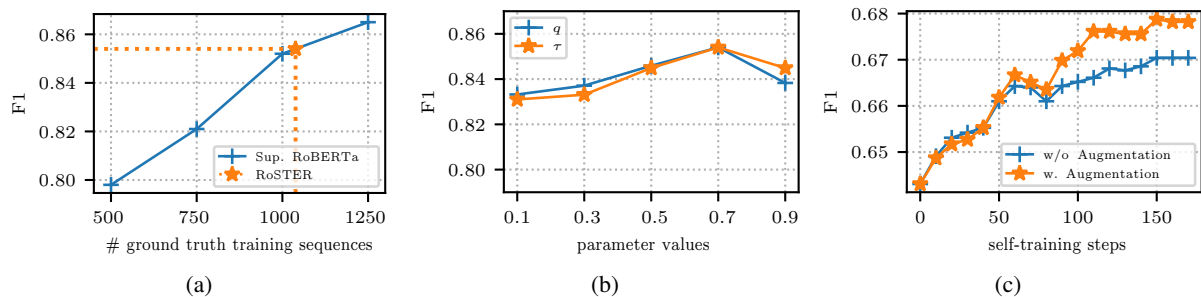 0.86
0.84
0.82
0.80
F1
Sup. RoBERTa
RoSTER
500 750 1000 1250
# ground truth training sequences
(a)
q
τ
0.86
0.84
0.82
0.80
F1
0.1 0.3 0.5 0.7 0.9
parameter values
(b)
0.68
0.67
0.66
0.65
F1
w/o Augmentation
w. Augmentation
0 50 100 150
self-training steps
(c)